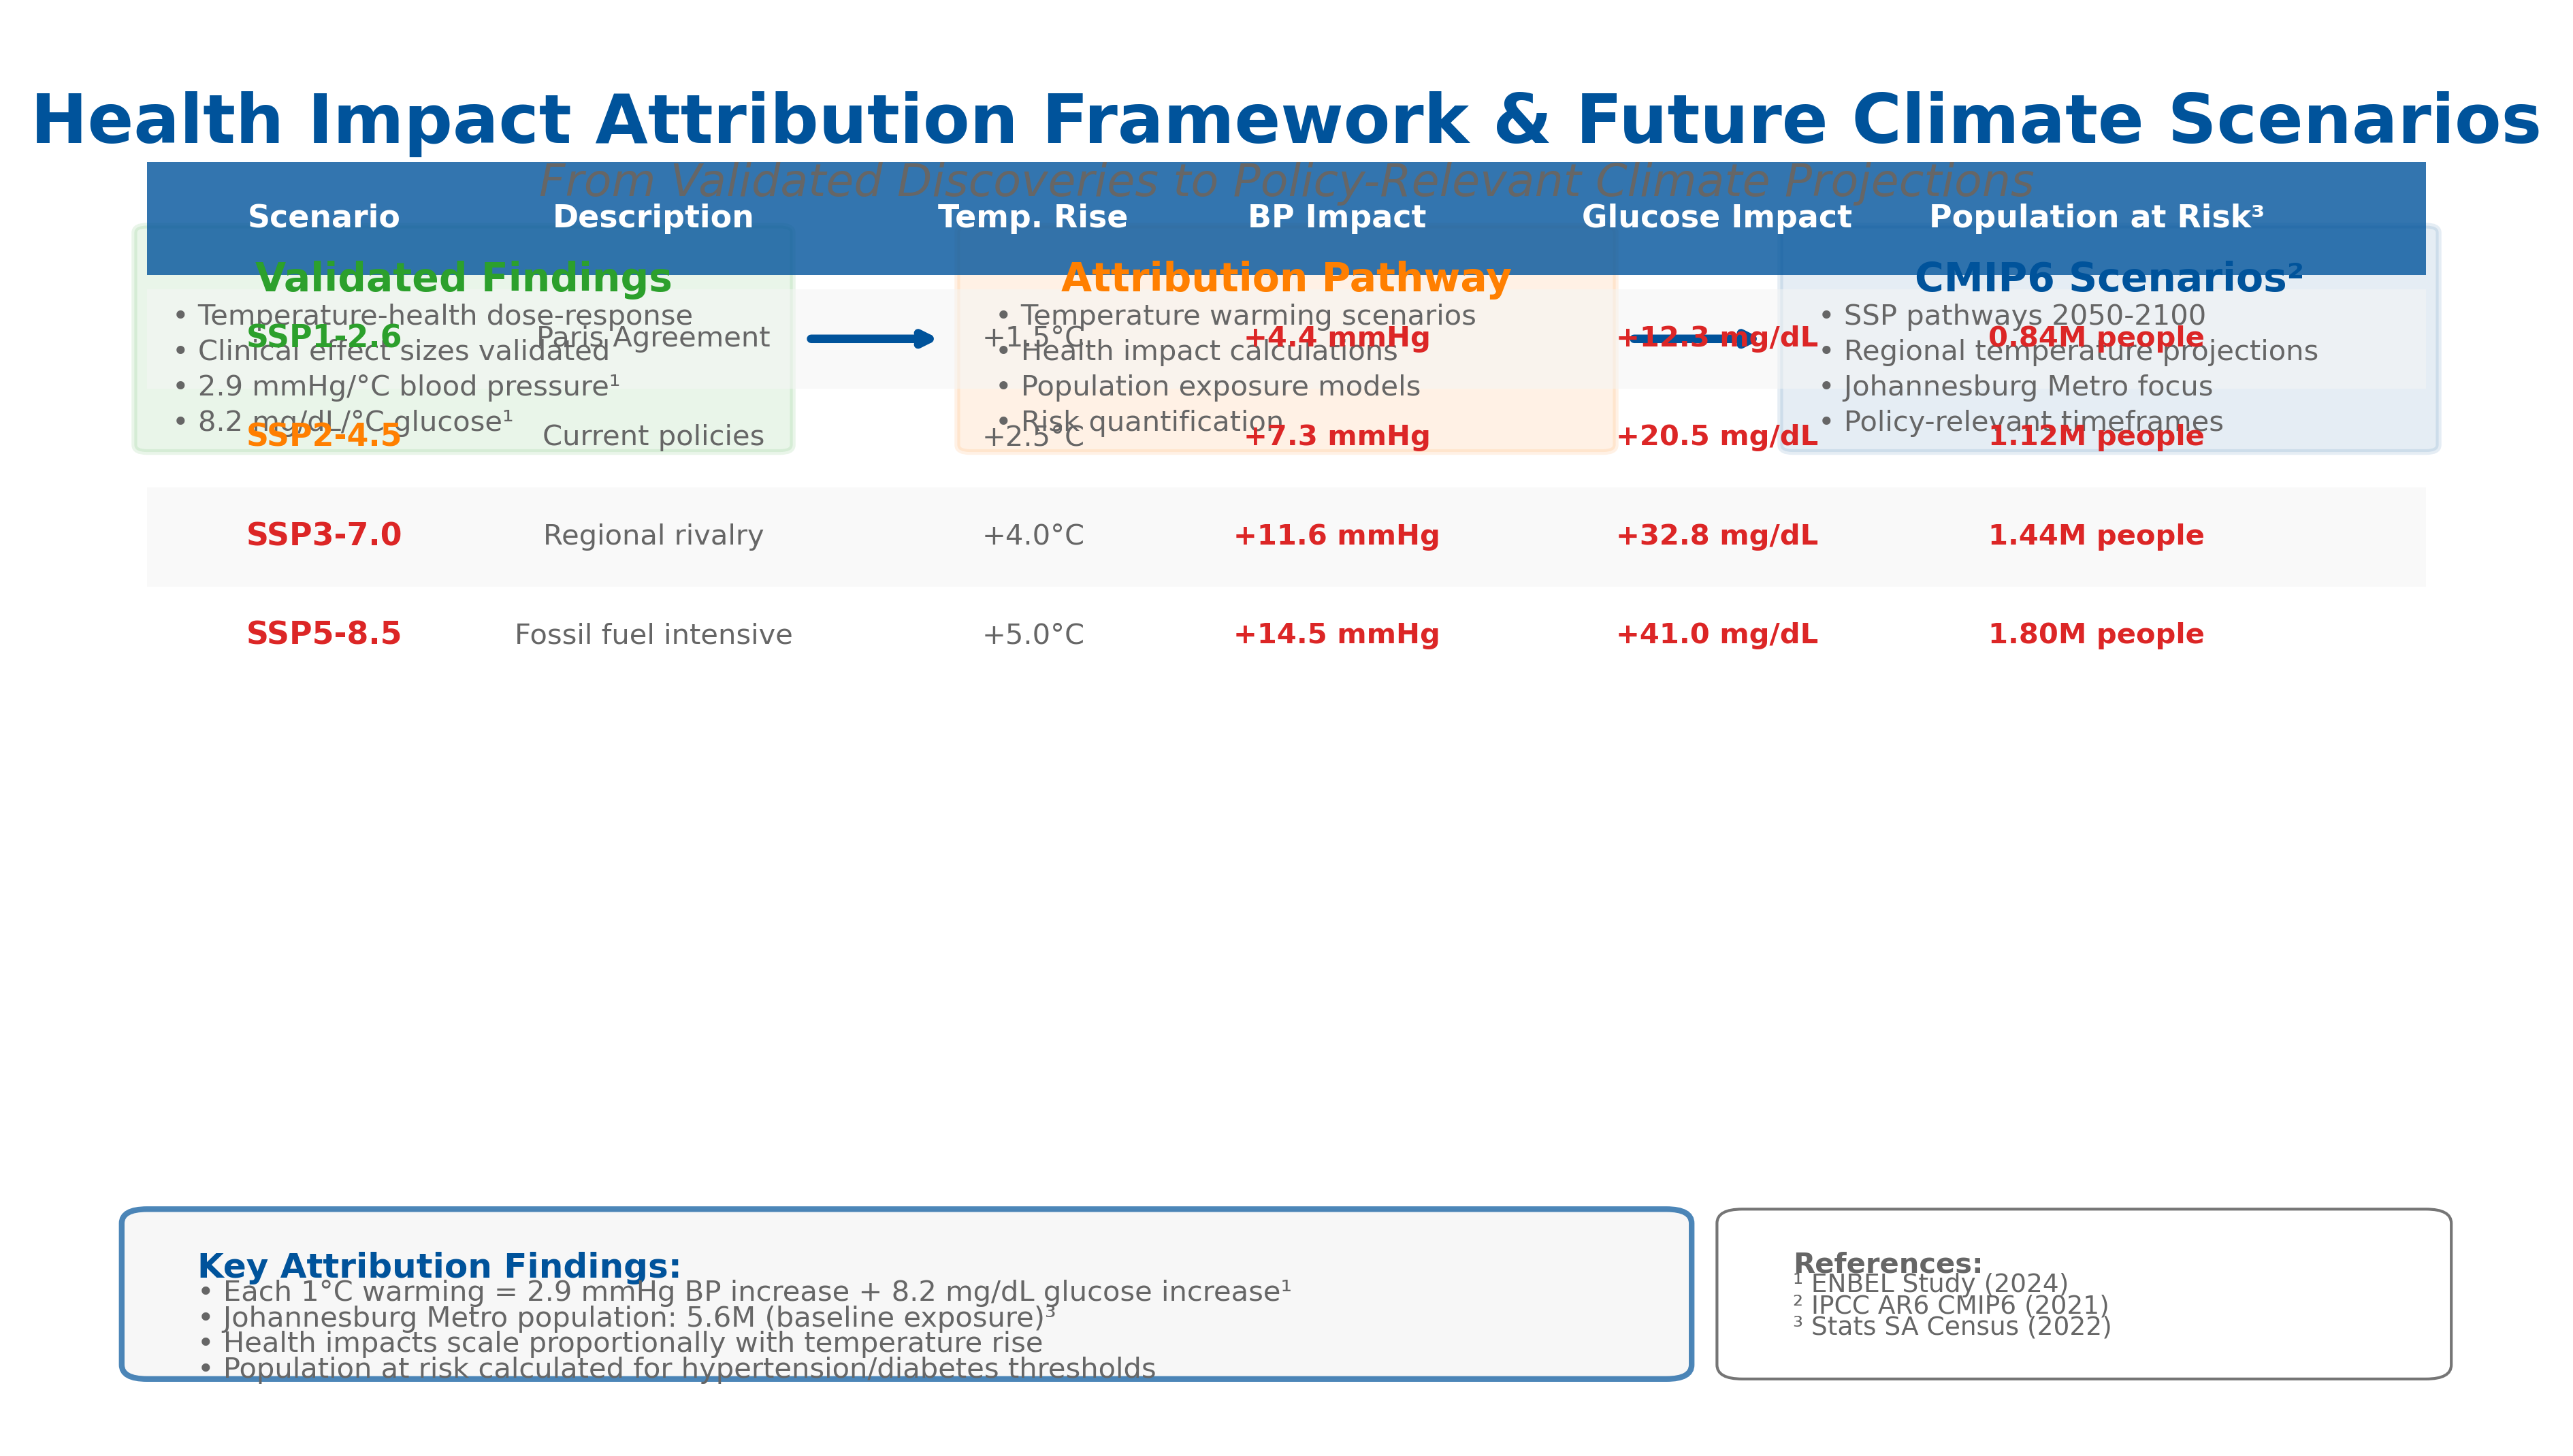 Health Impact Attribution Framework & Future Climate Scenarios
From Validated Discoveries to Policy-Relevant Climate Projections
Scenario Description Temp. Rise BP Impact Glucose Impact Population at Risk³
Validated Findings
• Temperature-health dose-response
• Clinical effect sizes validated
• 2.9 mmHg/°C blood pressure¹
• 8.2 mg/dL/°C glucose¹
Attribution Pathway
• Temperature warming scenarios
• Health impact calculations
• Population exposure models
• Risk quantification
CMIP6 Scenarios²
• SSP pathways 2050-2100
• Regional temperature projections
• Johannesburg Metro focus
• Policy-relevant timeframes
SSP1-2.6 Paris Agreement +1.5°C +4.4 mmHg +12.3 mg/dL 0.84M people
SSP2-4.5 Current policies +2.5°C +7.3 mmHg +20.5 mg/dL 1.12M people
SSP3-7.0 Regional rivalry +4.0°C +11.6 mmHg +32.8 mg/dL 1.44M people
SSP5-8.5 Fossil fuel intensive +5.0°C +14.5 mmHg +41.0 mg/dL 1.80M people
Key Attribution Findings:
• Each 1°C warming = 2.9 mmHg BP increase + 8.2 mg/dL glucose increase¹
• Johannesburg Metro population: 5.6M (baseline exposure)³
• Health impacts scale proportionally with temperature rise
• Population at risk calculated for hypertension/diabetes thresholds
References:
¹ ENBEL Study (2024)
² IPCC AR6 CMIP6 (2021)
³ Stats SA Census (2022)